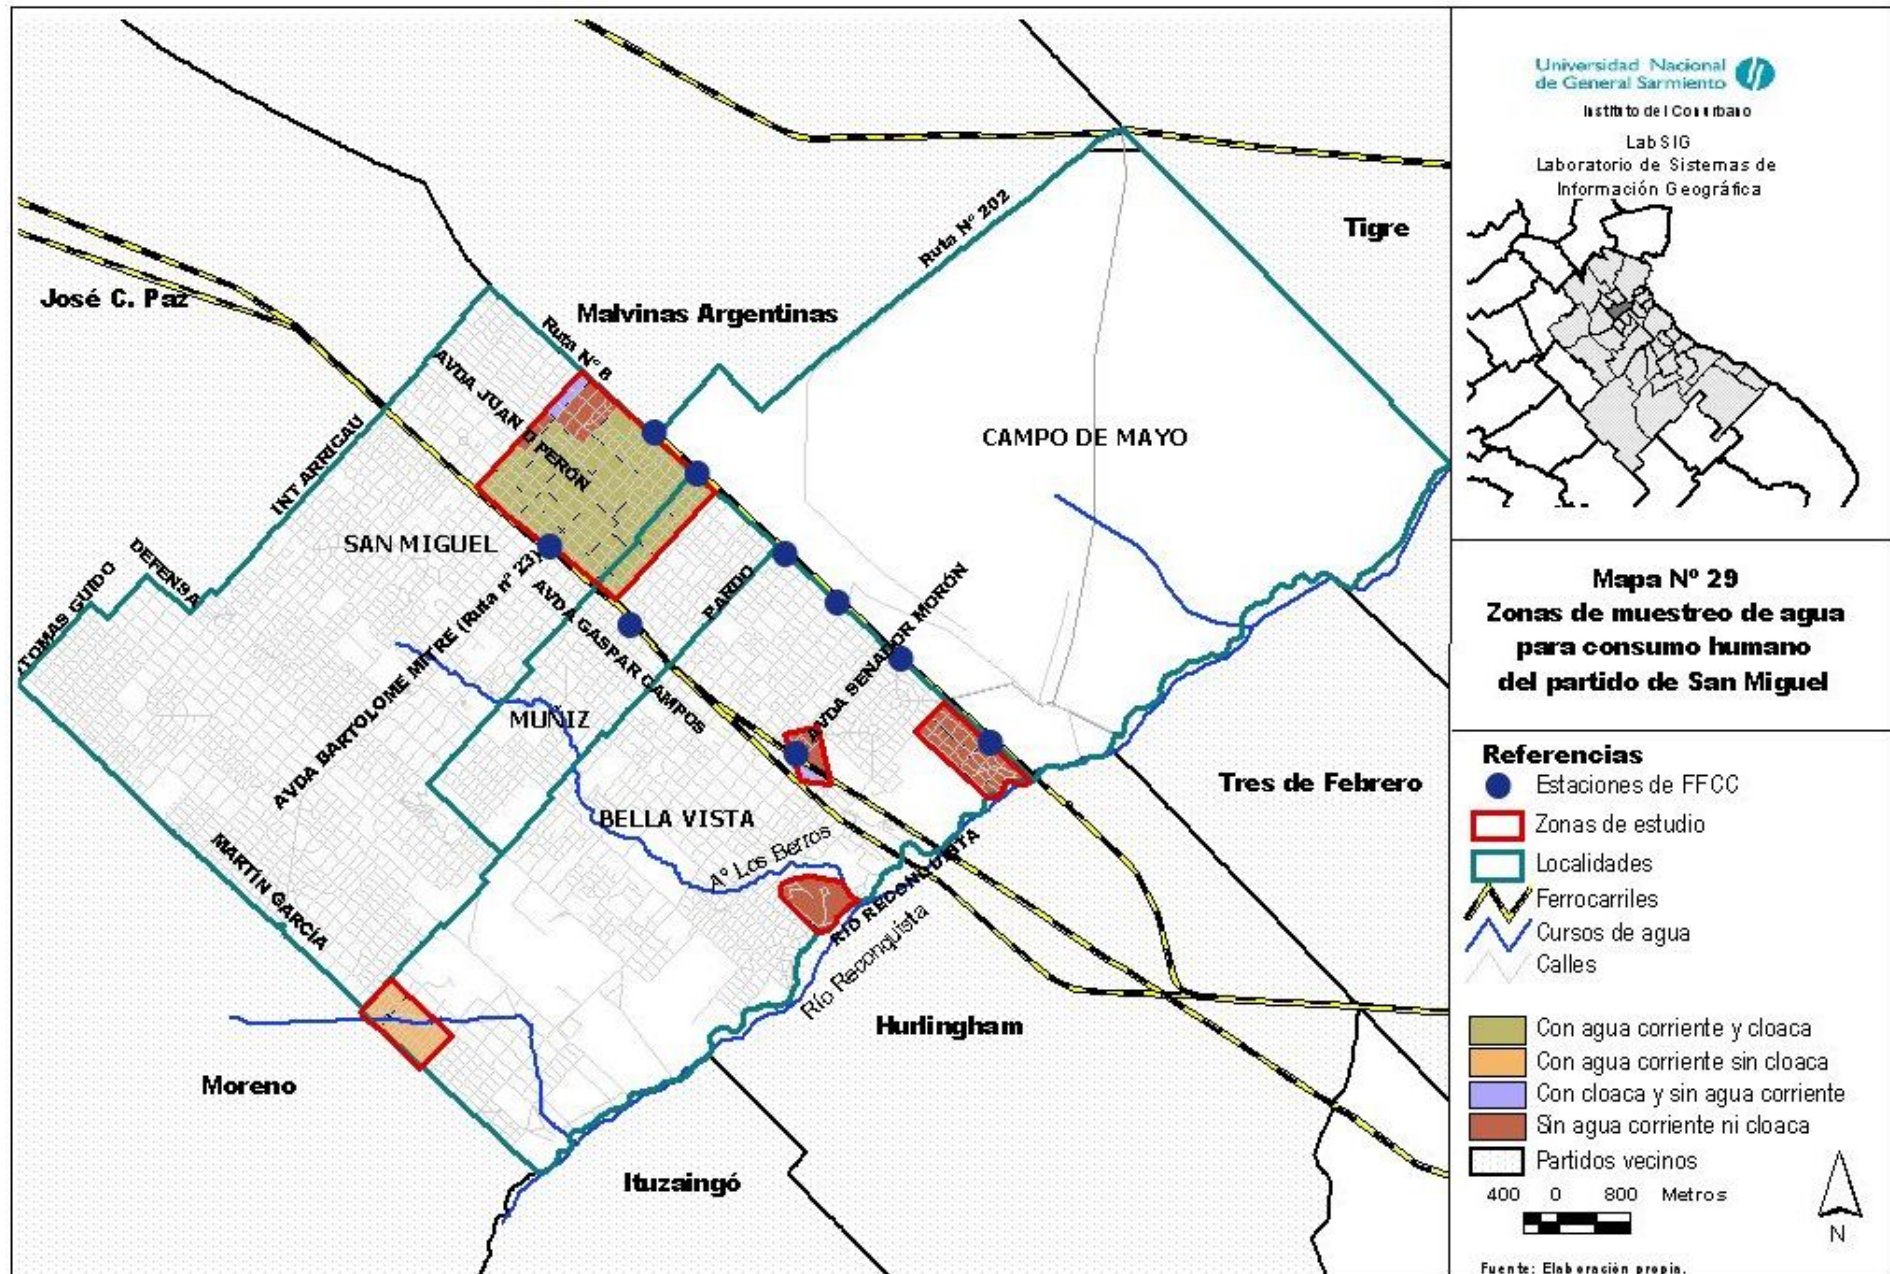 José C. Paz
Malvinas Argentinas
Tigre
Ruta Nº 202
Ruta Nº 8
AVDA JUAN D PERÓN
INT ARRICAU
CAMPO DE MAYO
SAN MIGUEL
DEFENSA
TOMAS GUIDO
AVDA BARTOLOME MITRE (Ruta nº 23)
AVDA GASPAR CAMPOS
PARDO
AVDA SENADOR MORÓN
MUÑIZ
BELLA VISTA
Aº Los Berros
MARTÍN GARCÍA
RIO RECONQUISTA
Río Reconquista
Tres de Febrero
Hurlingham
Moreno
Ituzaingó
Universidad Nacional
de General Sarmiento
Instituto del Conurbano
LabSIG
Laboratorio de Sistemas de
Información Geográfica
Mapa Nº 29
Zonas de muestreo de agua
para consumo humano
del partido de San Miguel
Referencias
Estaciones de FFCC
Zonas de estudio
Localidades
Ferrocarriles
Cursos de agua
Calles
Con agua corriente y cloaca
Con agua corriente sin cloaca
Con cloaca y sin agua corriente
Sin agua corriente ni cloaca
Partidos vecinos
400 0 800 Metros
N
Fuente: Elaboración propia.